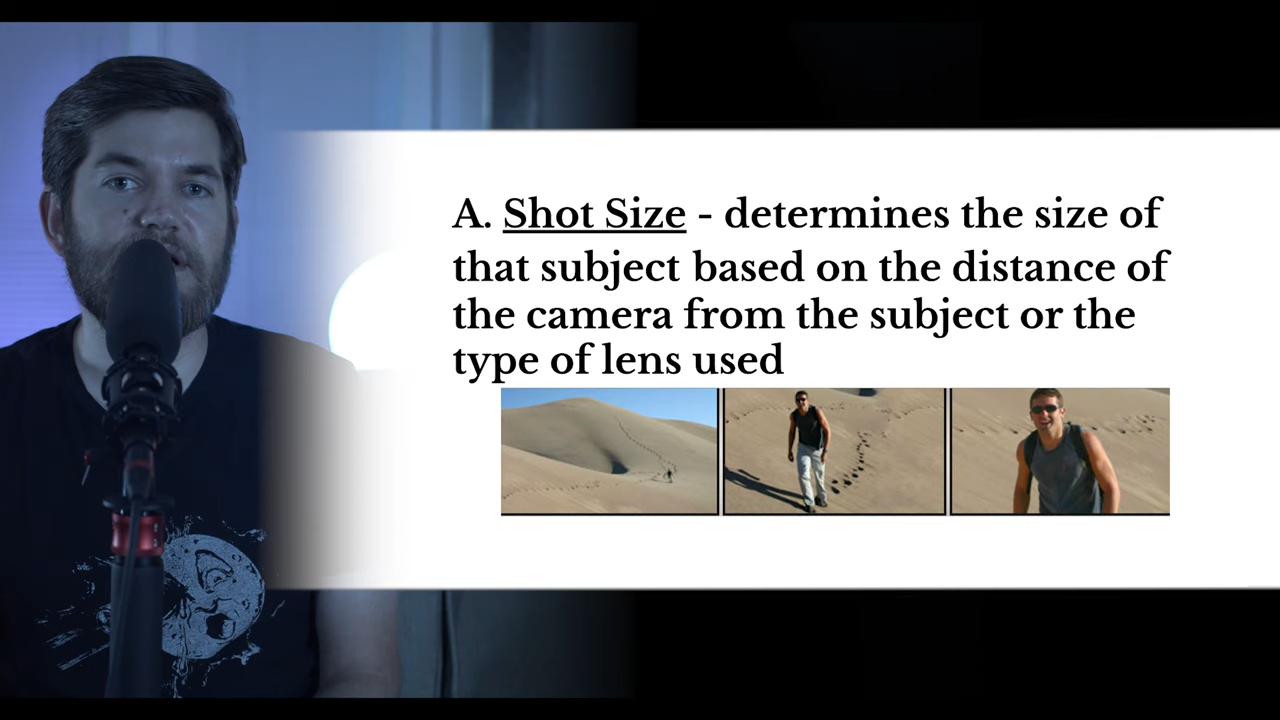 A. Shot Size - determines the size of
that subject based on the distance of
the camera from the subject or the
type of lens used